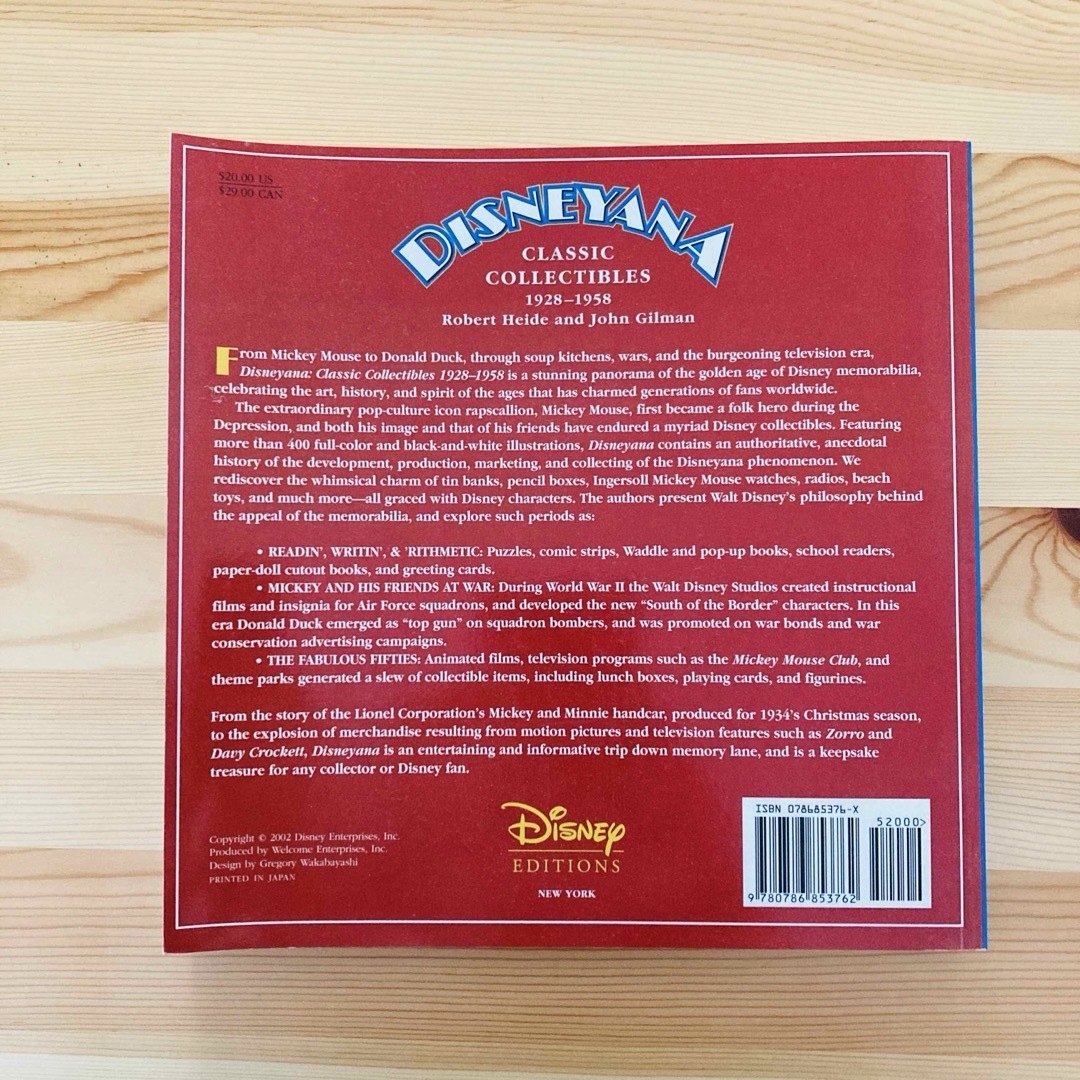 $20.00 US
$29.00 CAN
DISNEYANA
CLASSIC
COLLECTIBLES
1928–1958
Robert Heide and John Gilman
From Mickey Mouse to Donald Duck, through soup kitchens, wars, and the burgeoning television era,
Disneyana: Classic Collectibles 1928–1958 is a stunning panorama of the golden age of Disney memorabilia,
celebrating the art, history, and spirit of the ages that has charmed generations of fans worldwide.
The extraordinary pop-culture icon rapscallion, Mickey Mouse, first became a folk hero during the
Depression, and both his image and that of his friends have endured a myriad Disney collectibles. Featuring
more than 400 full-color and black-and-white illustrations, Disneyana contains an authoritative, anecdotal
history of the development, production, marketing, and collecting of the Disneyana phenomenon. We
rediscover the whimsical charm of tin banks, pencil boxes, Ingersoll Mickey Mouse watches, radios, beach
toys, and much more—all graced with Disney characters. The authors present Walt Disney's philosophy behind
the appeal of the memorabilia, and explore such periods as:
• READIN', WRITIN', & 'RITHMETIC: Puzzles, comic strips, Waddle and pop-up books, school readers,
paper-doll cutout books, and greeting cards.
• MICKEY AND HIS FRIENDS AT WAR: During World War II the Walt Disney Studios created instructional
films and insignia for Air Force squadrons, and developed the new "South of the Border" characters. In this
era Donald Duck emerged as "top gun" on squadron bombers, and was promoted on war bonds and war
conservation advertising campaigns.
• THE FABULOUS FIFTIES: Animated films, television programs such as the Mickey Mouse Club, and
theme parks generated a slew of collectible items, including lunch boxes, playing cards, and figurines.
From the story of the Lionel Corporation's Mickey and Minnie handcar, produced for 1934's Christmas season,
to the explosion of merchandise resulting from motion pictures and television features such as Zorro and
Davy Crockett, Disneyana is an entertaining and informative trip down memory lane, and is a keepsake
treasure for any collector or Disney fan.
Copyright © 2002 Disney Enterprises, Inc.
Produced by Welcome Enterprises, Inc.
Design by Gregory Wakabayashi
PRINTED IN JAPAN
Disney
EDITIONS
NEW YORK
ISBN 078685376-X
52000>
9 780786 853762